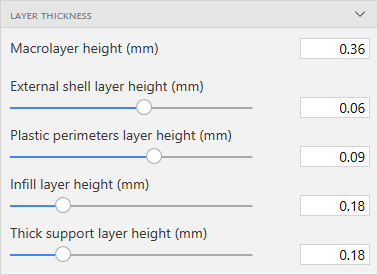 LAYER THICKNESS
Macrolayer height (mm) 0.36
External shell layer height (mm)
0.06
Plastic perimeters layer height (mm)
0.09
Infill layer height (mm)
0.18
Thick support layer height (mm)
0.18